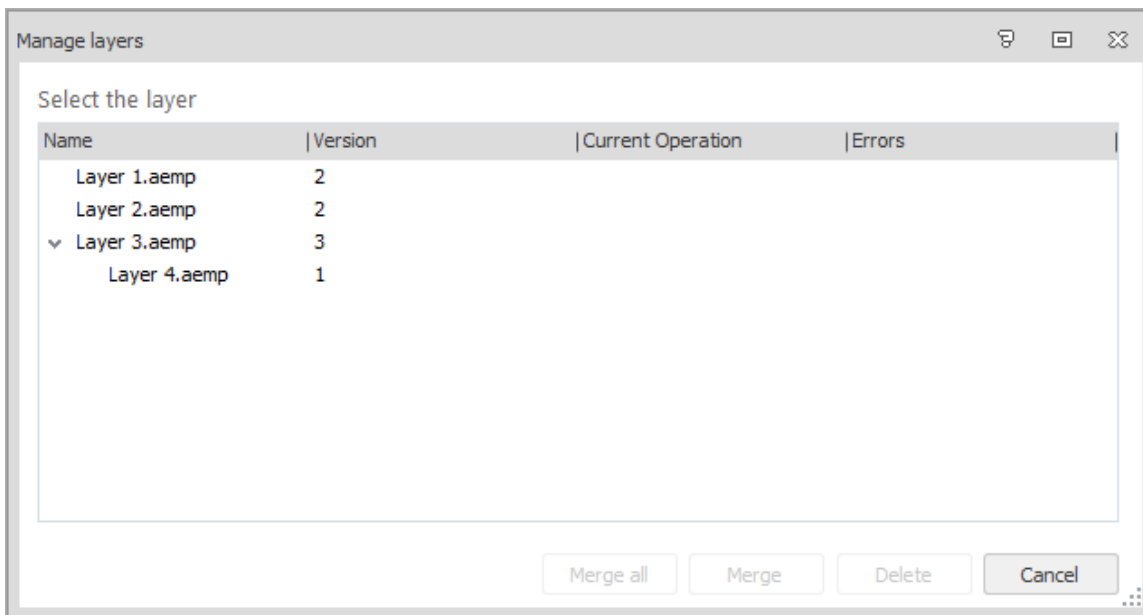 Manage layers
Select the layer
Name |Version |Current Operation |Errors |
Layer 1.aemp 2
Layer 2.aemp 2
Layer 3.aemp 3
Layer 4.aemp 1
Merge all Merge Delete Cancel